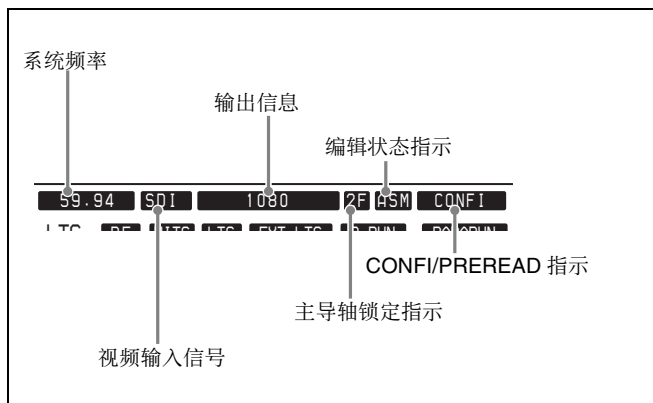 系统频率
输出信息
编辑状态指示
59.94 SDI 1080 2F ASM CONFI
CONFI/PREREAD 指示
主导轴锁定指示
视频输入信号